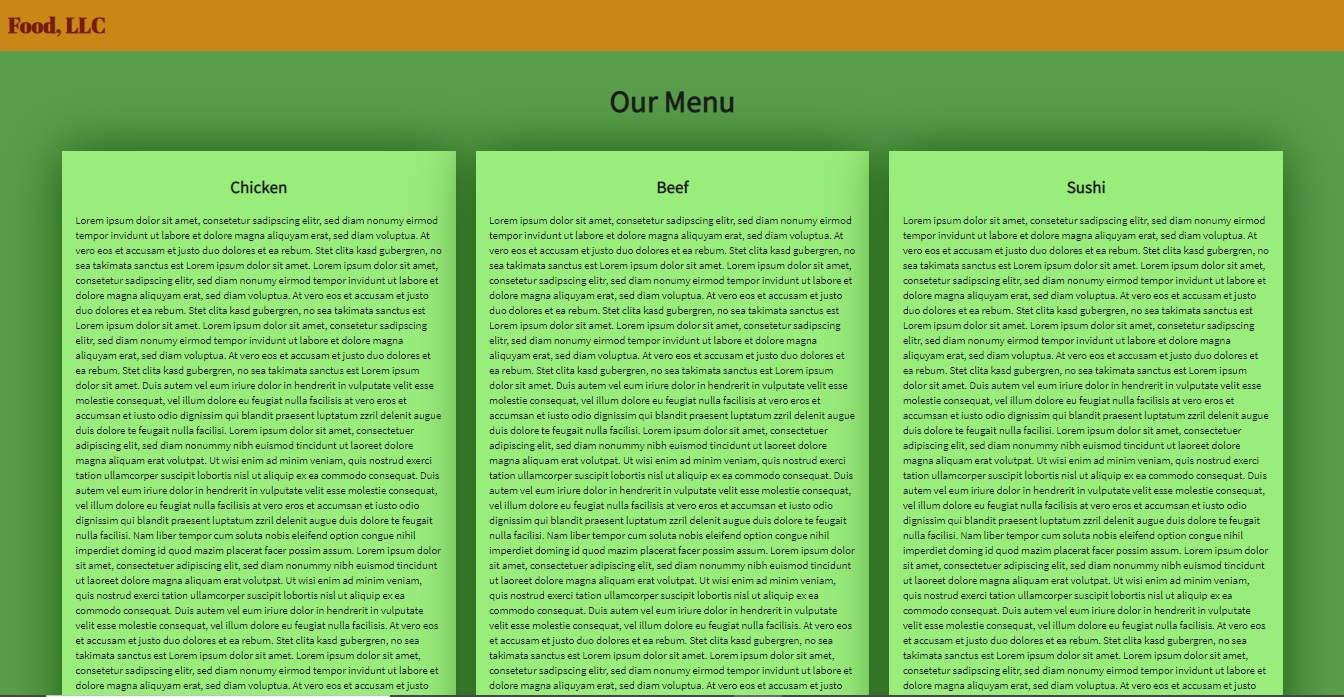 Food, LLC
Our Menu
Chicken
Lorem ipsum dolor sit amet, consetetur sadipscing elitr, sed diam nonumy eirmod
tempor invidunt ut labore et dolore magna aliquyam erat, sed diam voluptua. At
vero eos et accusam et justo duo dolores et ea rebum. Stet clita kasd gubergren, no
sea takimata sanctus est Lorem ipsum dolor sit amet. Lorem ipsum dolor sit amet,
consetetur sadipscing elitr, sed diam nonumy eirmod tempor invidunt ut labore et
dolore magna aliquyam erat, sed diam voluptua. At vero eos et accusam et justo
duo dolores et ea rebum. Stet clita kasd gubergren, no sea takimata sanctus est
Lorem ipsum dolor sit amet. Lorem ipsum dolor sit amet, consetetur sadipscing
elitr, sed diam nonumy eirmod tempor invidunt ut labore et dolore magna
aliquyam erat, sed diam voluptua. At vero eos et accusam et justo duo dolores et
ea rebum. Stet clita kasd gubergren, no sea takimata sanctus est Lorem ipsum
dolor sit amet. Duis autem vel eum iriure dolor in hendrerit in vulputate velit esse
molestie consequat, vel illum dolore eu feugiat nulla facilisis at vero eros et
accumsan et iusto odio dignissim qui blandit praesent luptatum zzril delenit augue
duis dolore te feugait nulla facilisi. Lorem ipsum dolor sit amet, consectetuer
adipiscing elit, sed diam nonummy nibh euismod tincidunt ut laoreet dolore
magna aliquam erat volutpat. Ut wisi enim ad minim veniam, quis nostrud exerci
tation ullamcorper suscipit lobortis nisl ut aliquip ex ea commodo consequat. Duis
autem vel eum iriure dolor in hendrerit in vulputate velit esse molestie consequat,
vel illum dolore eu feugiat nulla facilisis at vero eros et accumsan et iusto odio
dignissim qui blandit praesent luptatum zzril delenit augue duis dolore te feugait
nulla facilisi. Nam liber tempor cum soluta nobis eleifend option congue nihil
imperdiet doming id quod mazim placerat facer possim assum. Lorem ipsum dolor
sit amet, consectetuer adipiscing elit, sed diam nonummy nibh euismod tincidunt
ut laoreet dolore magna aliquam erat volutpat. Ut wisi enim ad minim veniam,
quis nostrud exerci tation ullamcorper suscipit lobortis nisl ut aliquip ex ea
commodo consequat. Duis autem vel eum iriure dolor in hendrerit in vulputate
velit esse molestie consequat, vel illum dolore eu feugiat nulla facilisis. At vero eos
et accusam et justo duo dolores et ea rebum. Stet clita kasd gubergren, no sea
takimata sanctus est Lorem ipsum dolor sit amet. Lorem ipsum dolor sit amet,
consetetur sadipscing elitr, sed diam nonumy eirmod tempor invidunt ut labore et
dolore magna aliquyam erat, sed diam voluptua. At vero eos et accusam et justo
Beef
Lorem ipsum dolor sit amet, consetetur sadipscing elitr, sed diam nonumy eirmod
tempor invidunt ut labore et dolore magna aliquyam erat, sed diam voluptua. At
vero eos et accusam et justo duo dolores et ea rebum. Stet clita kasd gubergren, no
sea takimata sanctus est Lorem ipsum dolor sit amet. Lorem ipsum dolor sit amet,
consetetur sadipscing elitr, sed diam nonumy eirmod tempor invidunt ut labore et
dolore magna aliquyam erat, sed diam voluptua. At vero eos et accusam et justo
duo dolores et ea rebum. Stet clita kasd gubergren, no sea takimata sanctus est
Lorem ipsum dolor sit amet. Lorem ipsum dolor sit amet, consetetur sadipscing
elitr, sed diam nonumy eirmod tempor invidunt ut labore et dolore magna
aliquyam erat, sed diam voluptua. At vero eos et accusam et justo duo dolores et
ea rebum. Stet clita kasd gubergren, no sea takimata sanctus est Lorem ipsum
dolor sit amet. Duis autem vel eum iriure dolor in hendrerit in vulputate velit esse
molestie consequat, vel illum dolore eu feugiat nulla facilisis at vero eros et
accumsan et iusto odio dignissim qui blandit praesent luptatum zzril delenit augue
duis dolore te feugait nulla facilisi. Lorem ipsum dolor sit amet, consectetuer
adipiscing elit, sed diam nonummy nibh euismod tincidunt ut laoreet dolore
magna aliquam erat volutpat. Ut wisi enim ad minim veniam, quis nostrud exerci
tation ullamcorper suscipit lobortis nisl ut aliquip ex ea commodo consequat. Duis
autem vel eum iriure dolor in hendrerit in vulputate velit esse molestie consequat,
vel illum dolore eu feugiat nulla facilisis at vero eros et accumsan et iusto odio
dignissim qui blandit praesent luptatum zzril delenit augue duis dolore te feugait
nulla facilisi. Nam liber tempor cum soluta nobis eleifend option congue nihil
imperdiet doming id quod mazim placerat facer possim assum. Lorem ipsum dolor
sit amet, consectetuer adipiscing elit, sed diam nonummy nibh euismod tincidunt
ut laoreet dolore magna aliquam erat volutpat. Ut wisi enim ad minim veniam,
quis nostrud exerci tation ullamcorper suscipit lobortis nisl ut aliquip ex ea
commodo consequat. Duis autem vel eum iriure dolor in hendrerit in vulputate
velit esse molestie consequat, vel illum dolore eu feugiat nulla facilisis. At vero eos
et accusam et justo duo dolores et ea rebum. Stet clita kasd gubergren, no sea
takimata sanctus est Lorem ipsum dolor sit amet. Lorem ipsum dolor sit amet,
consetetur sadipscing elitr, sed diam nonumy eirmod tempor invidunt ut labore et
dolore magna aliquyam erat, sed diam voluptua. At vero eos et accusam et justo
Sushi
Lorem ipsum dolor sit amet, consetetur sadipscing elitr, sed diam nonumy eirmod
tempor invidunt ut labore et dolore magna aliquyam erat, sed diam voluptua. At
vero eos et accusam et justo duo dolores et ea rebum. Stet clita kasd gubergren, no
sea takimata sanctus est Lorem ipsum dolor sit amet. Lorem ipsum dolor sit amet,
consetetur sadipscing elitr, sed diam nonumy eirmod tempor invidunt ut labore et
dolore magna aliquyam erat, sed diam voluptua. At vero eos et accusam et justo
duo dolores et ea rebum. Stet clita kasd gubergren, no sea takimata sanctus est
Lorem ipsum dolor sit amet. Lorem ipsum dolor sit amet, consetetur sadipscing
elitr, sed diam nonumy eirmod tempor invidunt ut labore et dolore magna
aliquyam erat, sed diam voluptua. At vero eos et accusam et justo duo dolores et
ea rebum. Stet clita kasd gubergren, no sea takimata sanctus est Lorem ipsum
dolor sit amet. Duis autem vel eum iriure dolor in hendrerit in vulputate velit esse
molestie consequat, vel illum dolore eu feugiat nulla facilisis at vero eros et
accumsan et iusto odio dignissim qui blandit praesent luptatum zzril delenit augue
duis dolore te feugait nulla facilisi. Lorem ipsum dolor sit amet, consectetuer
adipiscing elit, sed diam nonummy nibh euismod tincidunt ut laoreet dolore
magna aliquam erat volutpat. Ut wisi enim ad minim veniam, quis nostrud exerci
tation ullamcorper suscipit lobortis nisl ut aliquip ex ea commodo consequat. Duis
autem vel eum iriure dolor in hendrerit in vulputate velit esse molestie consequat,
vel illum dolore eu feugiat nulla facilisis at vero eros et accumsan et iusto odio
dignissim qui blandit praesent luptatum zzril delenit augue duis dolore te feugait
nulla facilisi. Nam liber tempor cum soluta nobis eleifend option congue nihil
imperdiet doming id quod mazim placerat facer possim assum. Lorem ipsum dolor
sit amet, consectetuer adipiscing elit, sed diam nonummy nibh euismod tincidunt
ut laoreet dolore magna aliquam erat volutpat. Ut wisi enim ad minim veniam,
quis nostrud exerci tation ullamcorper suscipit lobortis nisl ut aliquip ex ea
commodo consequat. Duis autem vel eum iriure dolor in hendrerit in vulputate
velit esse molestie consequat, vel illum dolore eu feugiat nulla facilisis. At vero eos
et accusam et justo duo dolores et ea rebum. Stet clita kasd gubergren, no sea
takimata sanctus est Lorem ipsum dolor sit amet. Lorem ipsum dolor sit amet,
consetetur sadipscing elitr, sed diam nonumy eirmod tempor invidunt ut labore et
dolore magna aliquyam erat, sed diam voluptua. At vero eos et accusam et justo